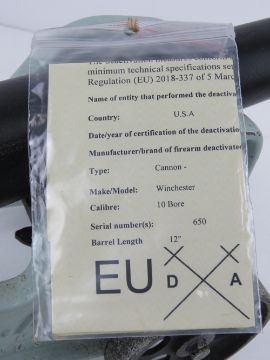 minimum technical specifications se
Regulation (EU) 2018-337 of 5 Marc
Name of entity that performed the deactiva
Country: U.S.A
Date/year of certification of the deactivatio
Manufacturer/brand of firearm deactivated
Type: Cannon -
Make/Model: Winchester
Calibre: 10 Bore
Serial number(s): 650
Barrel Length 12"
EU D A